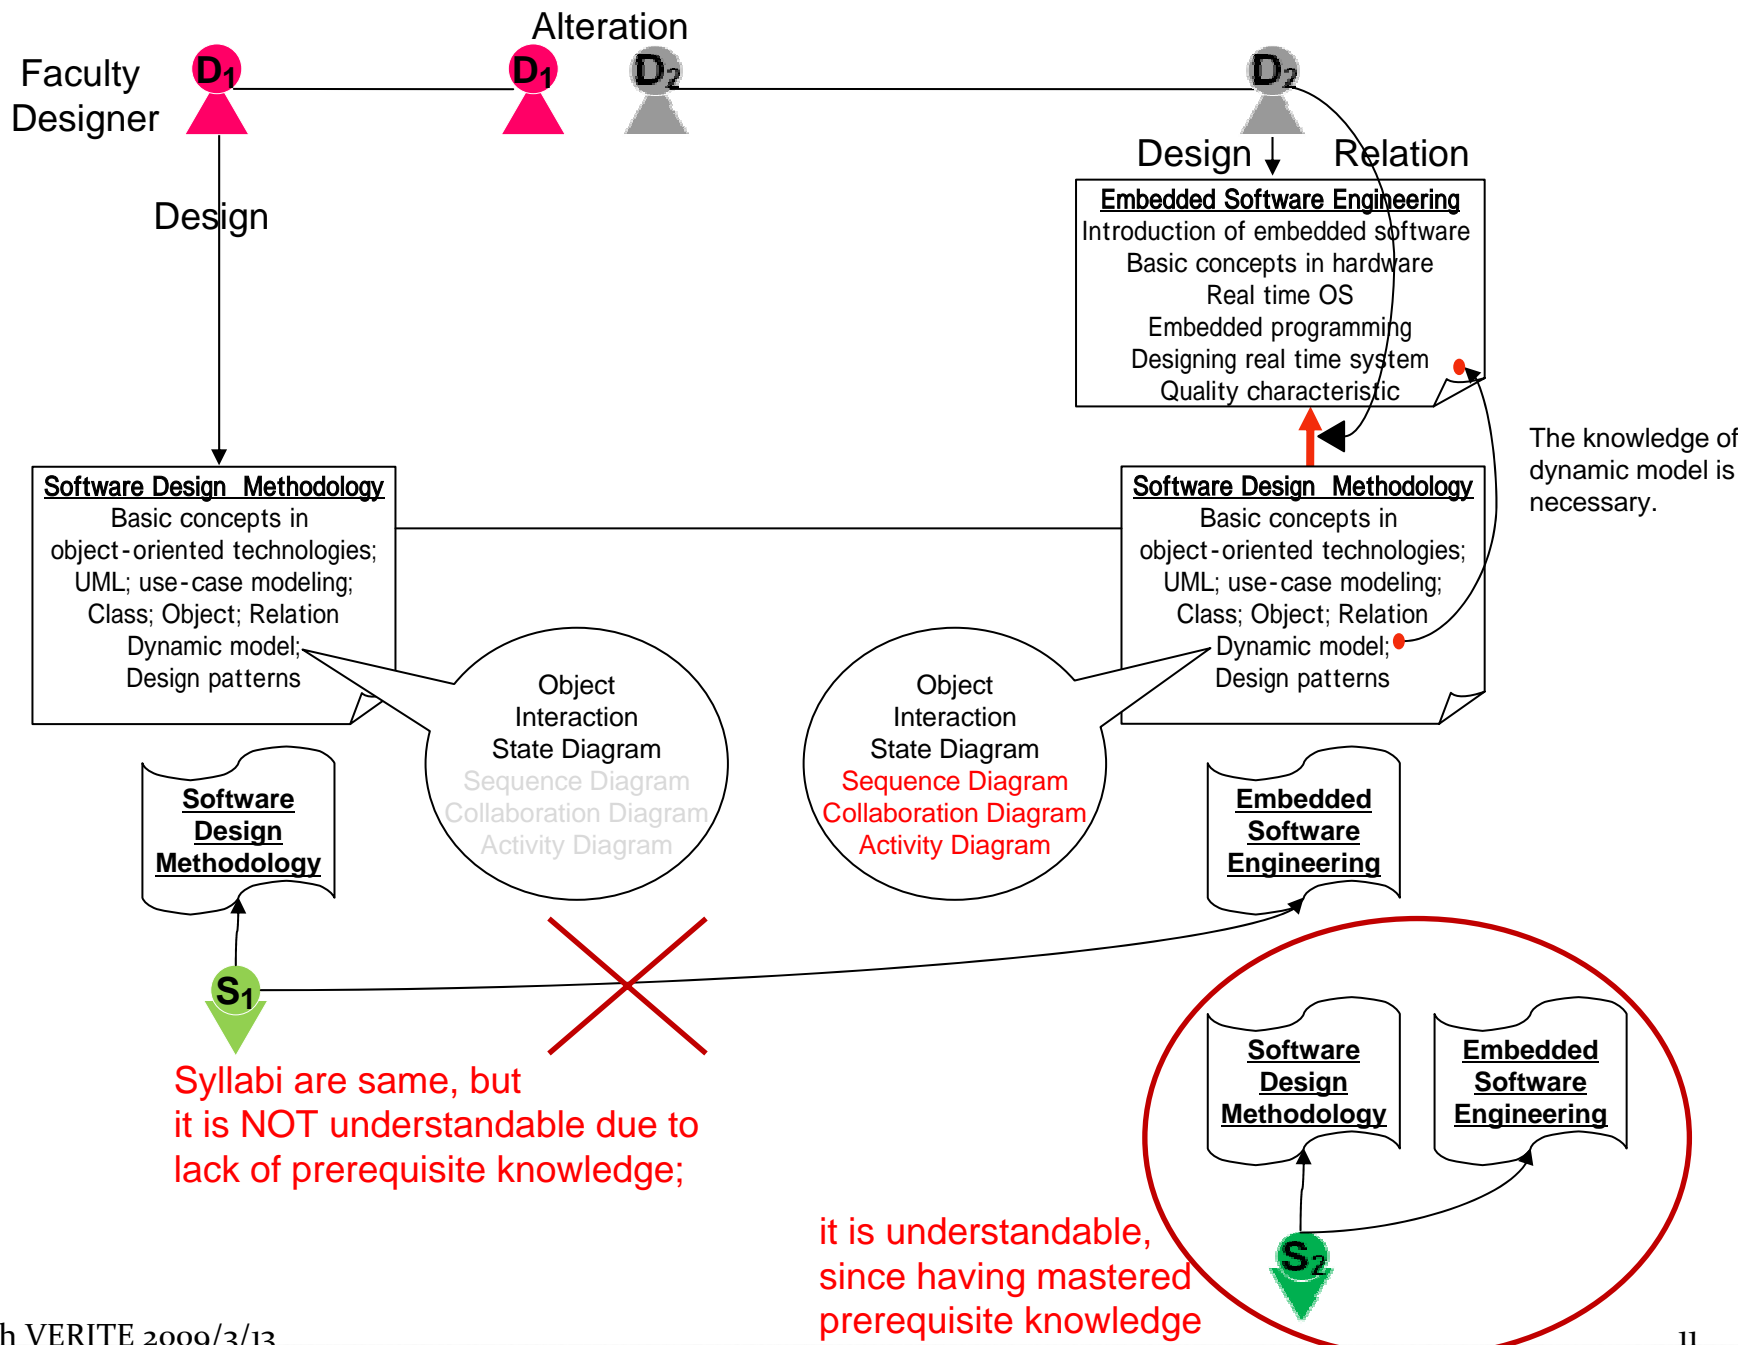 Alteration
Faculty
Designer
D1
D1
D2
D2
Design
Design
Relation
Embedded Software Engineering
Introduction of embedded software
Basic concepts in hardware
Real time OS
Embedded programming
Designing real time system
Quality characteristic
The knowledge of
dynamic model is
necessary.
Software Design Methodology
Basic concepts in
object-oriented technologies;
UML; use-case modeling;
Class; Object; Relation
Dynamic model;
Design patterns
Software Design Methodology
Basic concepts in
object-oriented technologies;
UML; use-case modeling;
Class; Object; Relation
Dynamic model;
Design patterns
Object
Interaction
State Diagram
Sequence Diagram
Collaboration Diagram
Activity Diagram
Object
Interaction
State Diagram
Sequence Diagram
Collaboration Diagram
Activity Diagram
Software
Design
Methodology
Embedded
Software
Engineering
S1
Syllabi are same, but
it is NOT understandable due to
lack of prerequisite knowledge;
Software
Design
Methodology
Embedded
Software
Engineering
S2
it is understandable,
since having mastered
prerequisite knowledge
h VERITE 2009/3/13
11